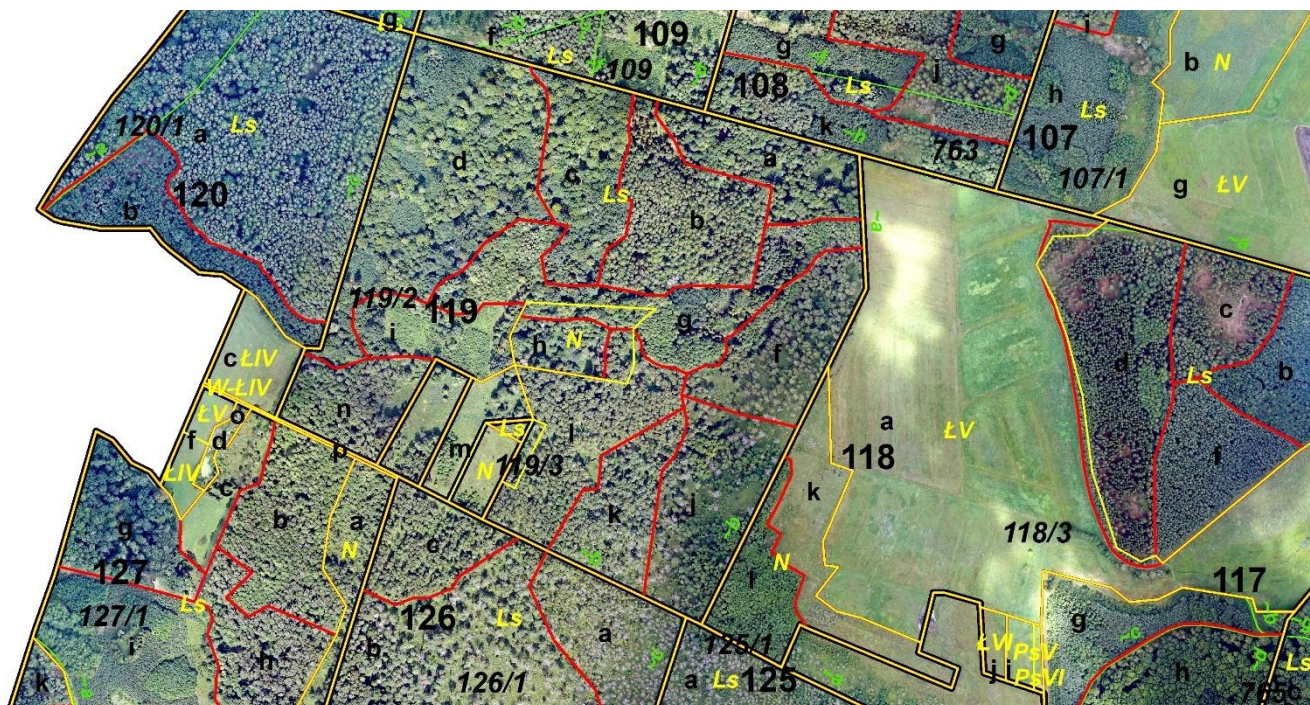 g
f
109
109
Ls
g
108
Ls
j
g
k
763
i
b
N
h
Ls
107
107/1
g
ŁV
120/1
a
Ls
120
b
d
c
Ls
a
b
~a
119/2
119
i
h
N
g
f
c
d
Ls
b
f
c
ŁIV
W-ŁIV
ŁV
o
f
d
ŁIV
c
n
p
m
Ls
N
119/3
l
k
j
a
118
ŁV
k
N
l
118/3
117
g
127
127/1
Ls
i
k
b
a
N
h
c
126
b
Ls
126/1
a
125/1
a
Ls
125
ŁVI
j
i
PsV
PsVI
g
~c
h
765
c
Ls